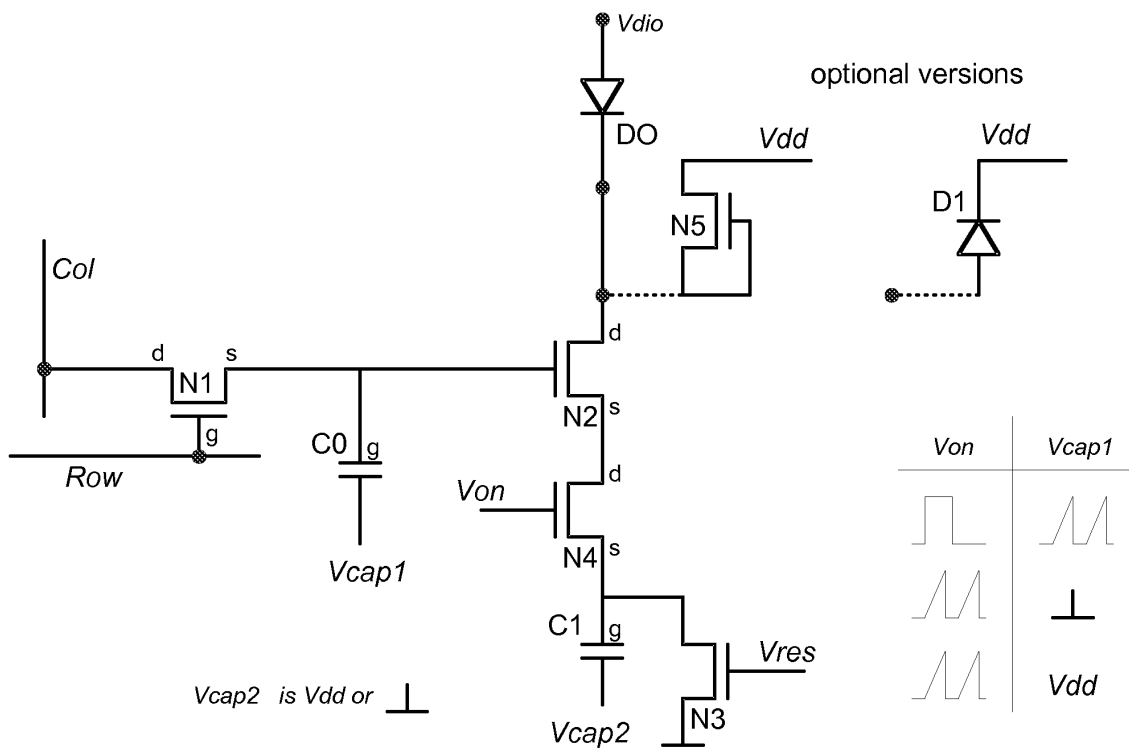 Vdio
optional versions
DO
Vdd
Vdd
N5
D1
Col
d
d
s
N1
N2
g
C0
g
s
Row
Von
Vcap1
d
Von
N4
s
Vcap1
C1
g
Vres
Vdd
Vcap2 is Vdd or
N3
Vcap2